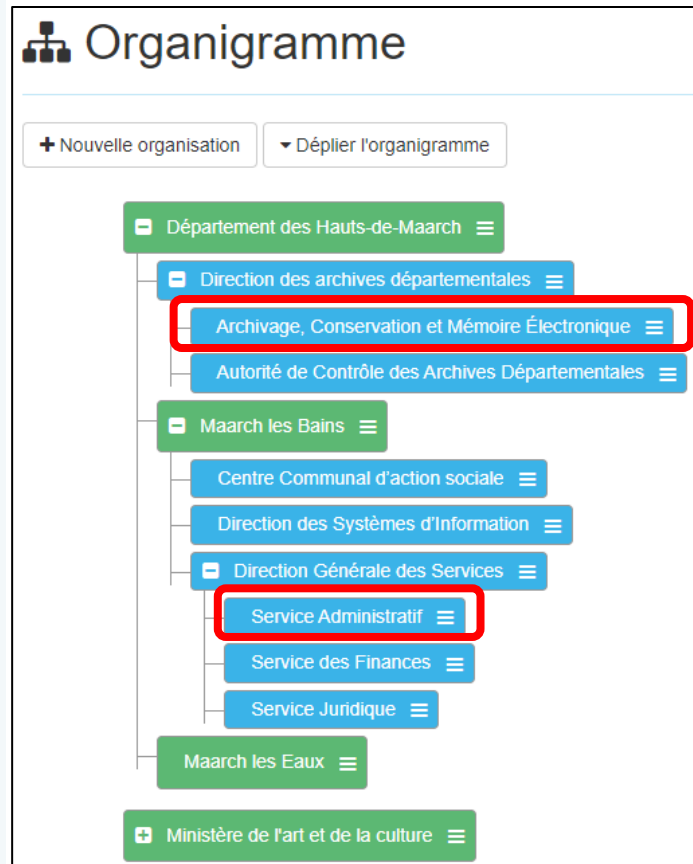 Organigramme
Nouvelle organisation
Déplier l'organigramme
Département des Hauts-de-Maarch
Direction des archives départementales
Archivage, Conservation et Mémoire Électronique
Autorité de Contrôle des Archives Départementales
Maarch les Bains
Centre Communal d'action sociale
Direction des Systèmes d'Information
Direction Générale des Services
Service Administratif
Service des Finances
Service Juridique
Maarch les Eaux
Ministère de l'art et de la culture